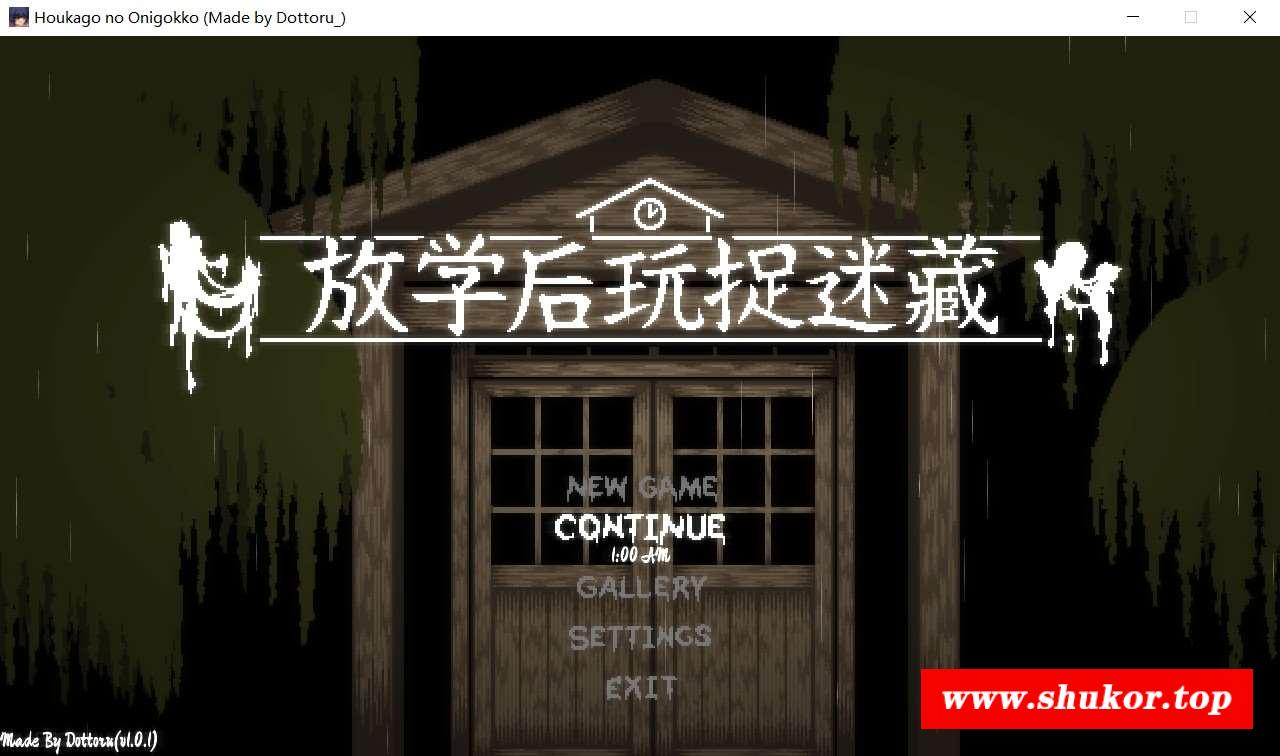 Houkago no Onigokko (Made by Dottoru_)
放学后玩捉迷藏
NEW GAME
CONTINUE
1:00 AM
GALLERY
SETTINGS
EXIT
www.shukor.top
Made By Dottoru(v1.0.1)